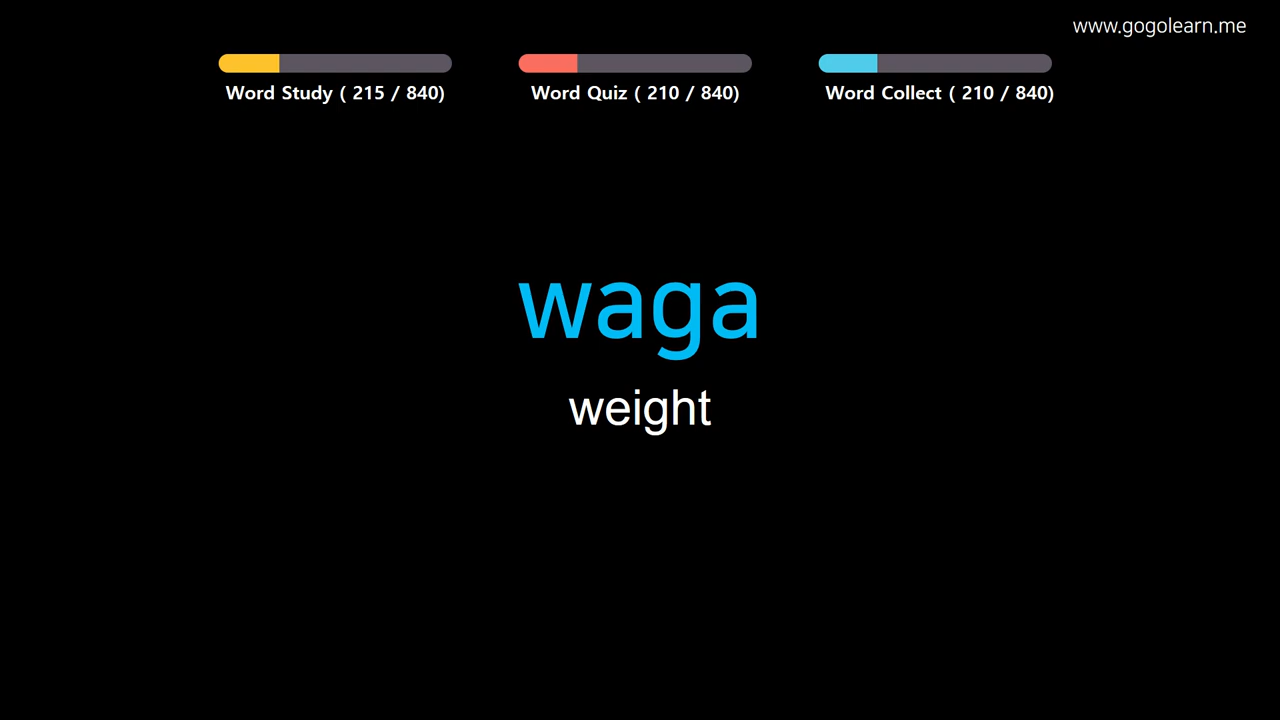 www.gogolearn.me
Word Study ( 215 / 840)
Word Quiz ( 210 / 840)
Word Collect ( 210 / 840)
waga
weight